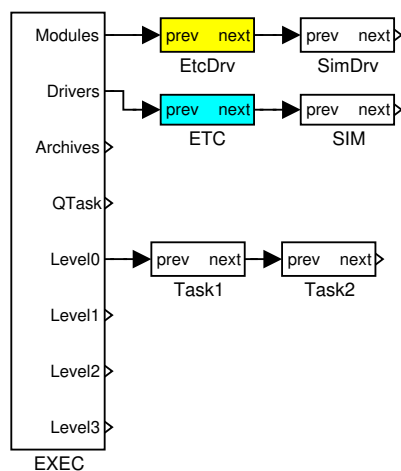 Modules
prev next
prev next
EtcDrv
SimDrv
Drivers
prev next
prev next
ETC
SIM
Archives
QTask
Level0
prev next
prev next
Task1
Task2
Level1
Level2
Level3
EXEC